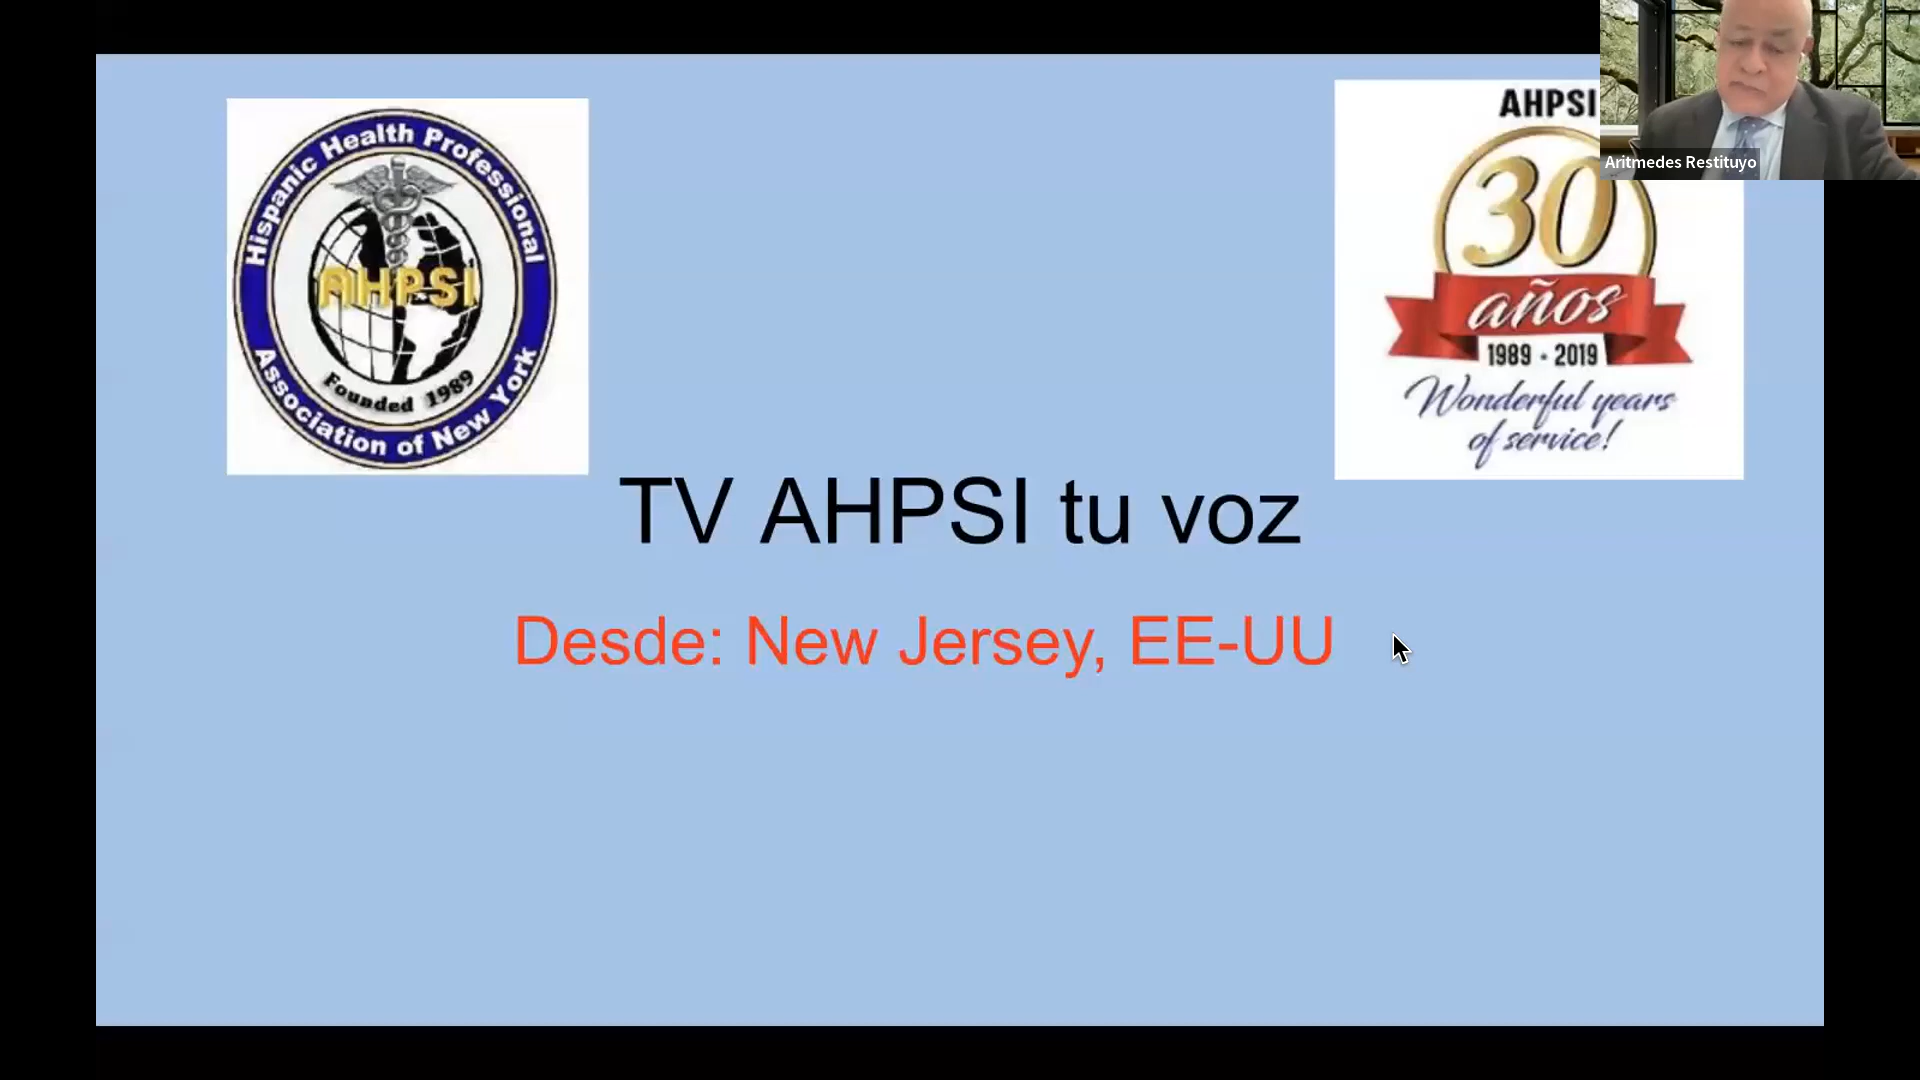 Hispanic Health Professional
AHPSI
Founded 1989
Association of New York
AHPSI
30
años
1989 - 2019
Wonderful years
of service!
Aritmedes Restituyo
TV AHPSI tu voz
Desde: New Jersey, EE-UU